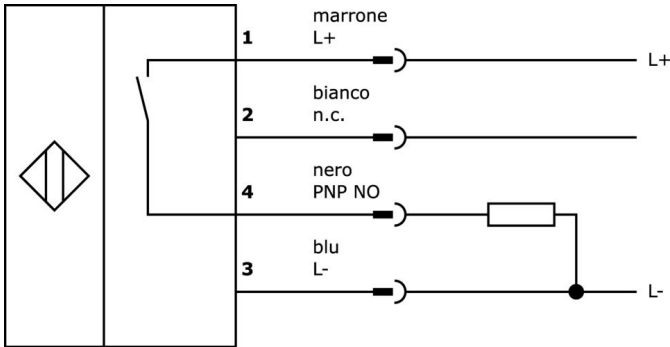 marrone
1 L+ L+
bianco
2 n.c.
nero
4 PNP NO
blu
3 L- L-